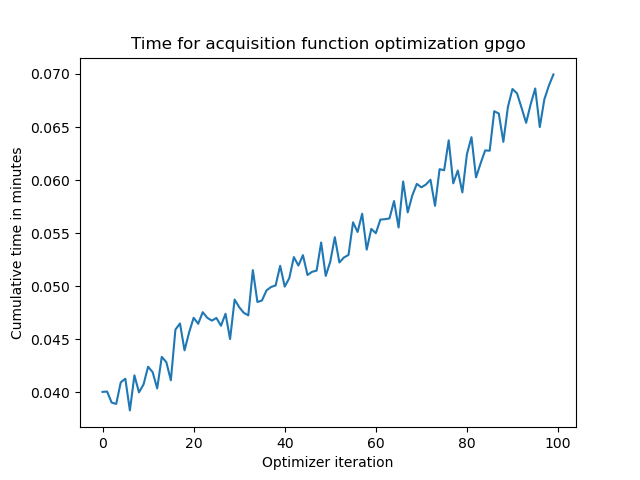 Time for acquisition function optimization gpgo
0.070
0.065
0.060
0.055
0.050
0.045
0.040
Cumulative time in minutes
0 20 40 60 80 100
Optimizer iteration